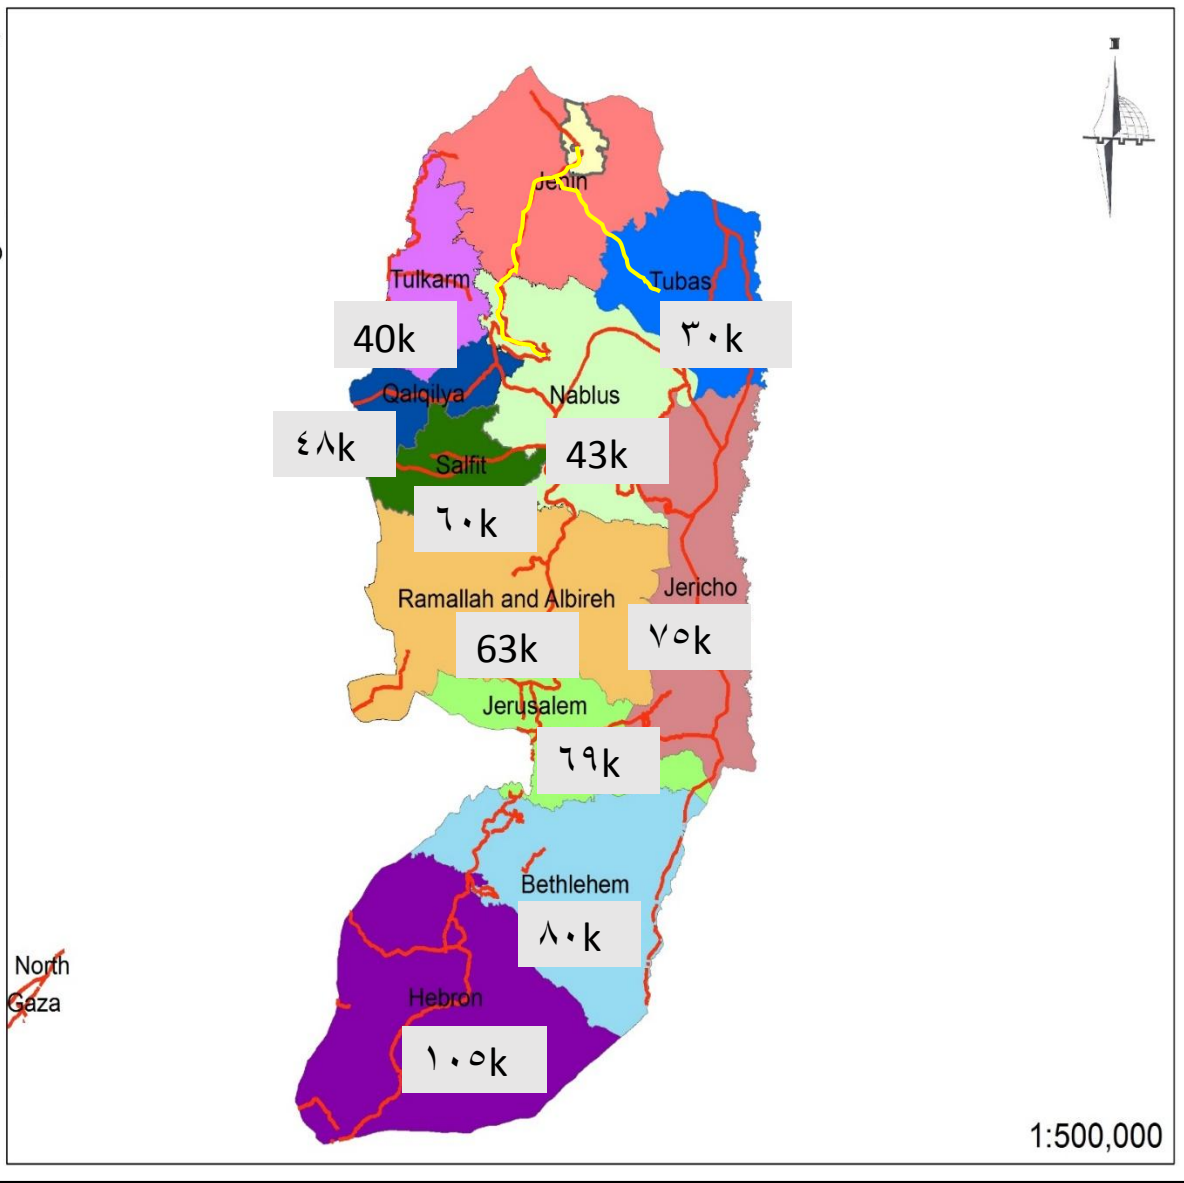 Jenin
Tulkarm
Tubas
40k
٣٠k
Qalqilya
Nablus
٤٨k
43k
Salfit
٦٠k
Jericho
Ramallah and Albireh
63k
٧٥k
Jerusalem
٦٩k
Bethlehem
٨٠k
North
Gaza
Hebron
١٠٥k
1:500,000